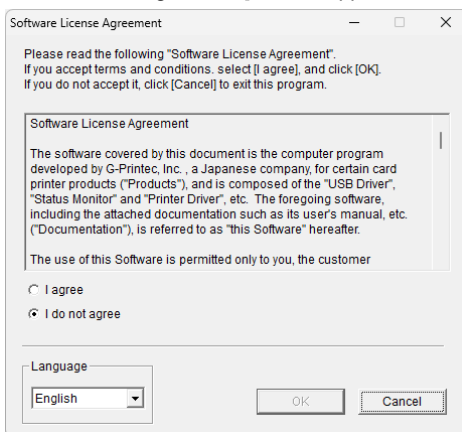 Software License Agreement
Please read the following "Software License Agreement".
If you accept terms and conditions. select [I agree], and click [OK].
If you do not accept it, click [Cancel] to exit this program.
Software License Agreement
The software covered by this document is the computer program
developed by G-Printec, Inc. , a Japanese company, for certain card
printer products ("Products"), and is composed of the "USB Driver",
"Status Monitor" and "Printer Driver", etc. The foregoing software,
including the attached documentation such as its user's manual, etc.
("Documentation"), is referred to as "this Software" hereafter.
The use of this Software is permitted only to you, the customer
I agree
I do not agree
Language
English
OK
Cancel